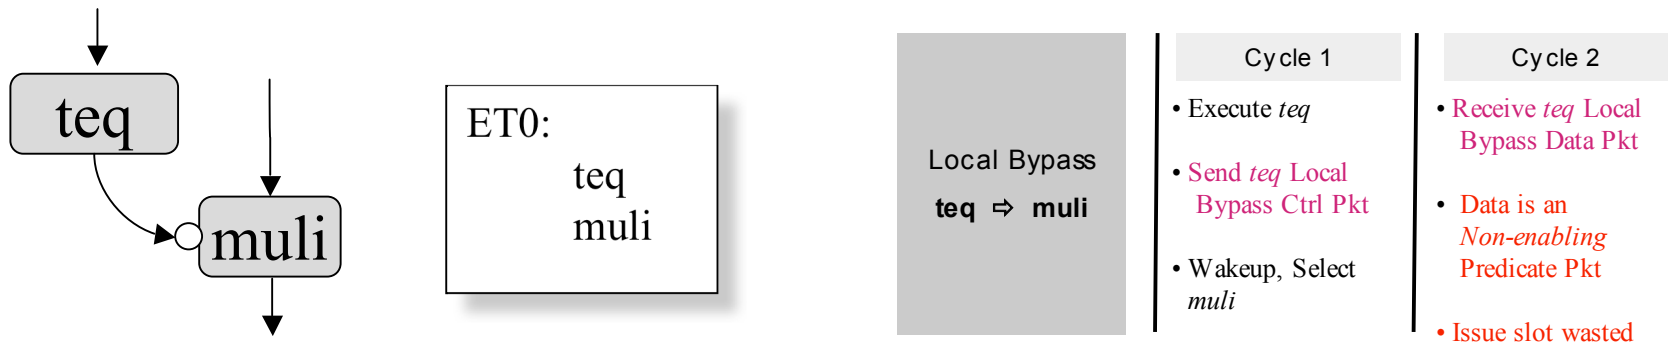 teq
muli
ET0:
teq
muli
Local Bypass
teq ⇨ muli
Cycle 1
• Execute teq
• Send teq Local
Bypass Ctrl Pkt
• Wakeup, Select
muli
Cycle 2
• Receive teq Local
Bypass Data Pkt
• Data is an
Non-enabling
Predicate Pkt
• Issue slot wasted